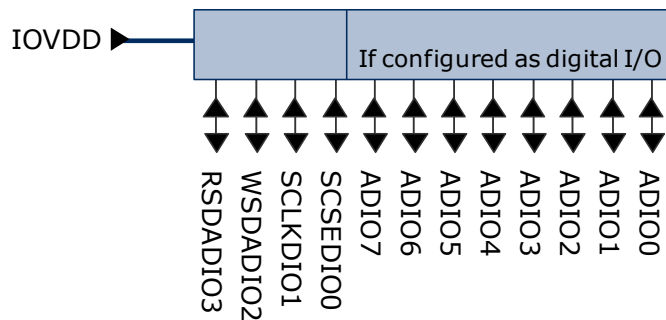 IOVDD
If configured as digital I/O
RSDADIO3
WSDADIO2
SCLKDIO1
SCSEDIO0
ADIO7
ADIO6
ADIO5
ADIO4
ADIO3
ADIO2
ADIO1
ADIO0